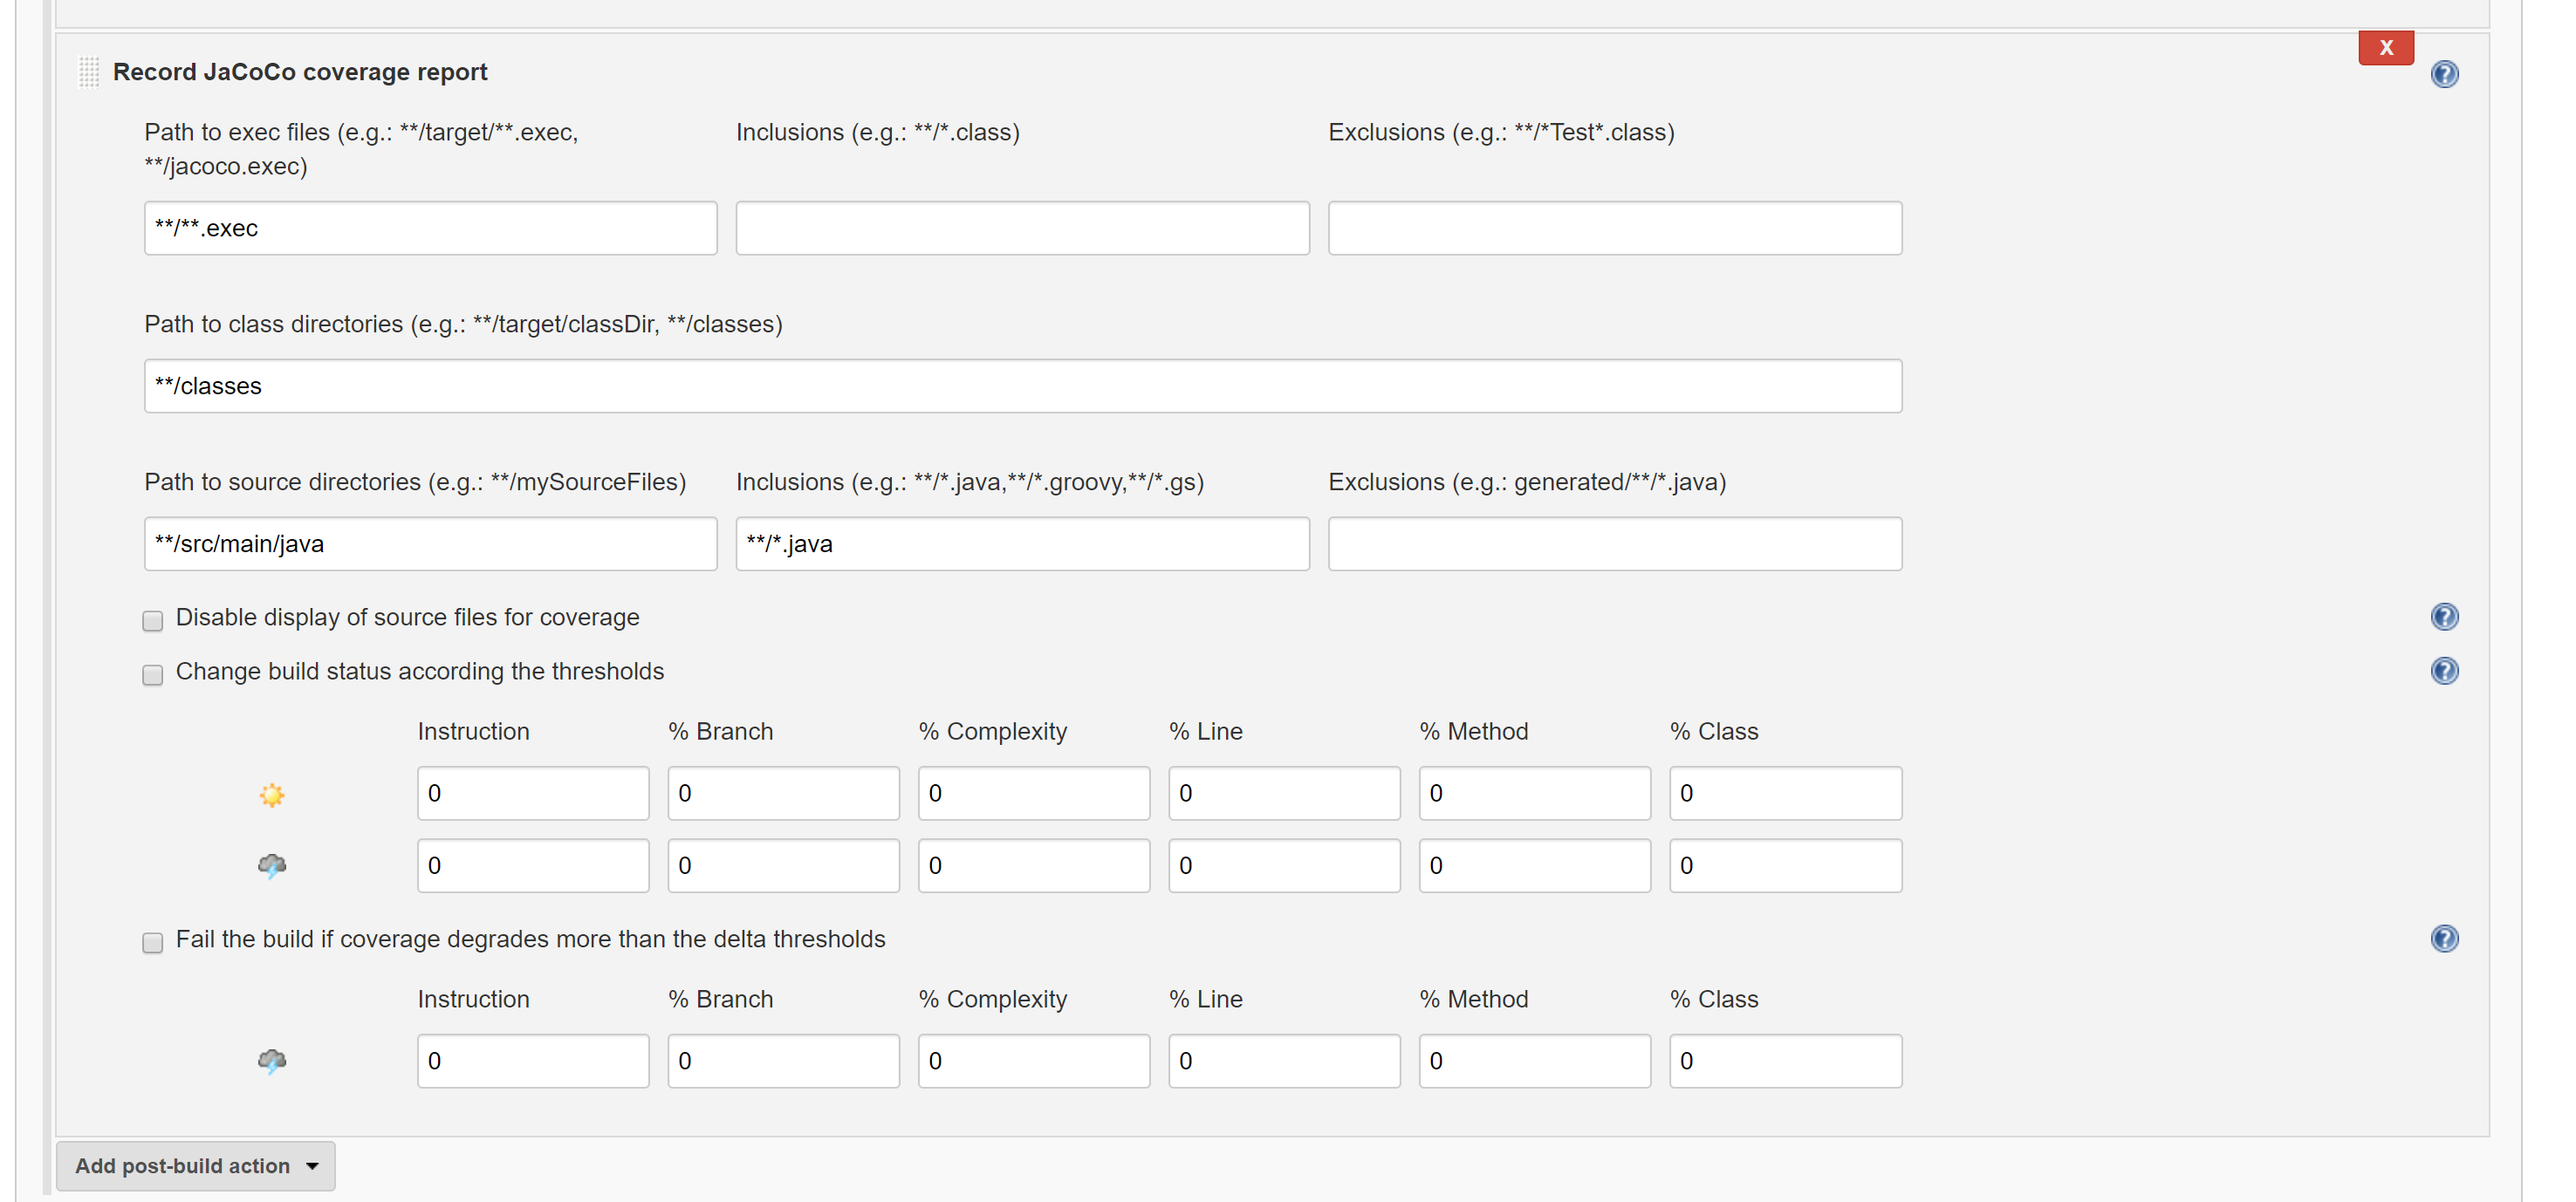 X
Record JaCoCo coverage report
?
Path to exec files (e.g.: **/target/**.exec, **/jacoco.exec)
Inclusions (e.g.: **/*.class)
Exclusions (e.g.: **/*Test*.class)
**/**.exec
Path to class directories (e.g.: **/target/classDir, **/classes)
**/classes
Path to source directories (e.g.: **/mySourceFiles)
Inclusions (e.g.: **/*.java,**/*.groovy,**/*.gs)
Exclusions (e.g.: generated/**/*.java)
**/src/main/java
**/*.java
Disable display of source files for coverage
?
Change build status according the thresholds
?
Instruction % Branch % Complexity % Line % Method % Class
0 0 0 0 0 0
0 0 0 0 0 0
Fail the build if coverage degrades more than the delta thresholds
?
Instruction % Branch % Complexity % Line % Method % Class
0 0 0 0 0 0
Add post-build action